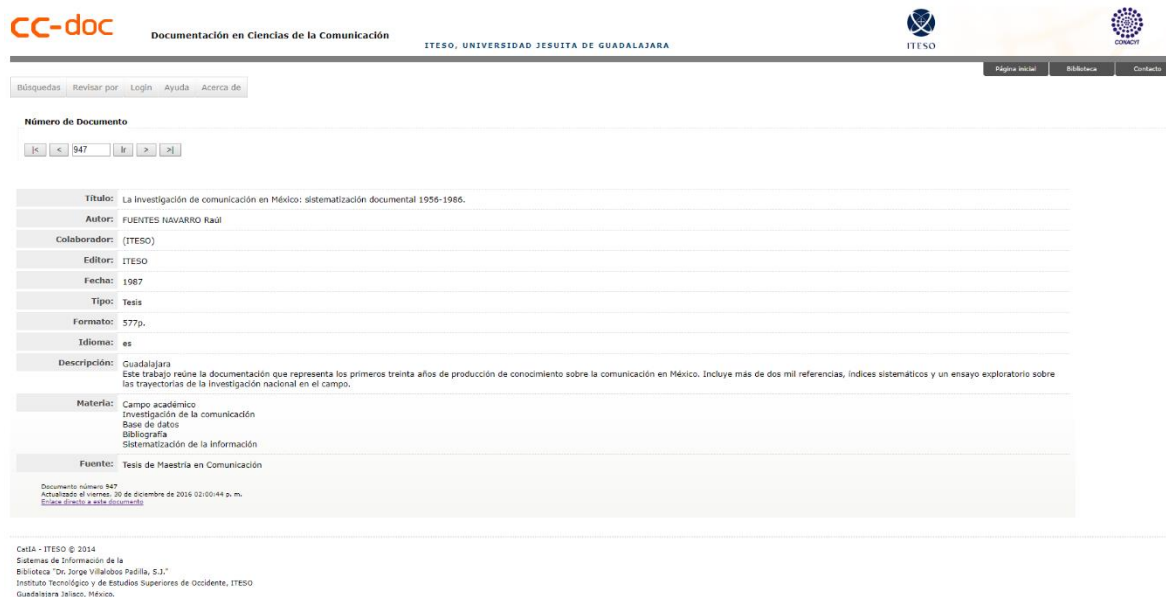 cc-doc
Documentación en Ciencias de la Comunicación
ITESO, UNIVERSIDAD JESUITA DE GUADALAJARA
ITESO
CONACYT
Página inicial Biblioteca Contacto
Búsquedas Revisar por Login Ayuda Acerca de
Número de Documento
|< < 947 Ir > >|
Título: La investigación de comunicación en México: sistematización documental 1956-1986.
Autor: FUENTES NAVARRO Raúl
Colaborador: (ITESO)
Editor: ITESO
Fecha: 1987
Tipo: Tesis
Formato: 577p.
Idioma: es
Descripción: Guadalajara
Este trabajo reúne la documentación que representa los primeros treinta años de producción de conocimiento sobre la comunicación en México. Incluye más de dos mil referencias, índices sistemáticos y un ensayo exploratorio sobre
las trayectorias de la investigación nacional en el campo.
Materia: Campo académico
Investigación de la comunicación
Base de datos
Bibliografía
Sistematización de la información
Fuente: Tesis de Maestría en Comunicación
Documento número 947
Actualizado el viernes, 30 de diciembre de 2016 02:00:44 p. m.
Enlace directo a este documento
CatIA - ITESO © 2014
Sistemas de Información de la
Biblioteca "Dr. Jorge Villalobos Padilla, S.J."
Instituto Tecnológico y de Estudios Superiores de Occidente, ITESO
Guadalajara Jalisco, México.